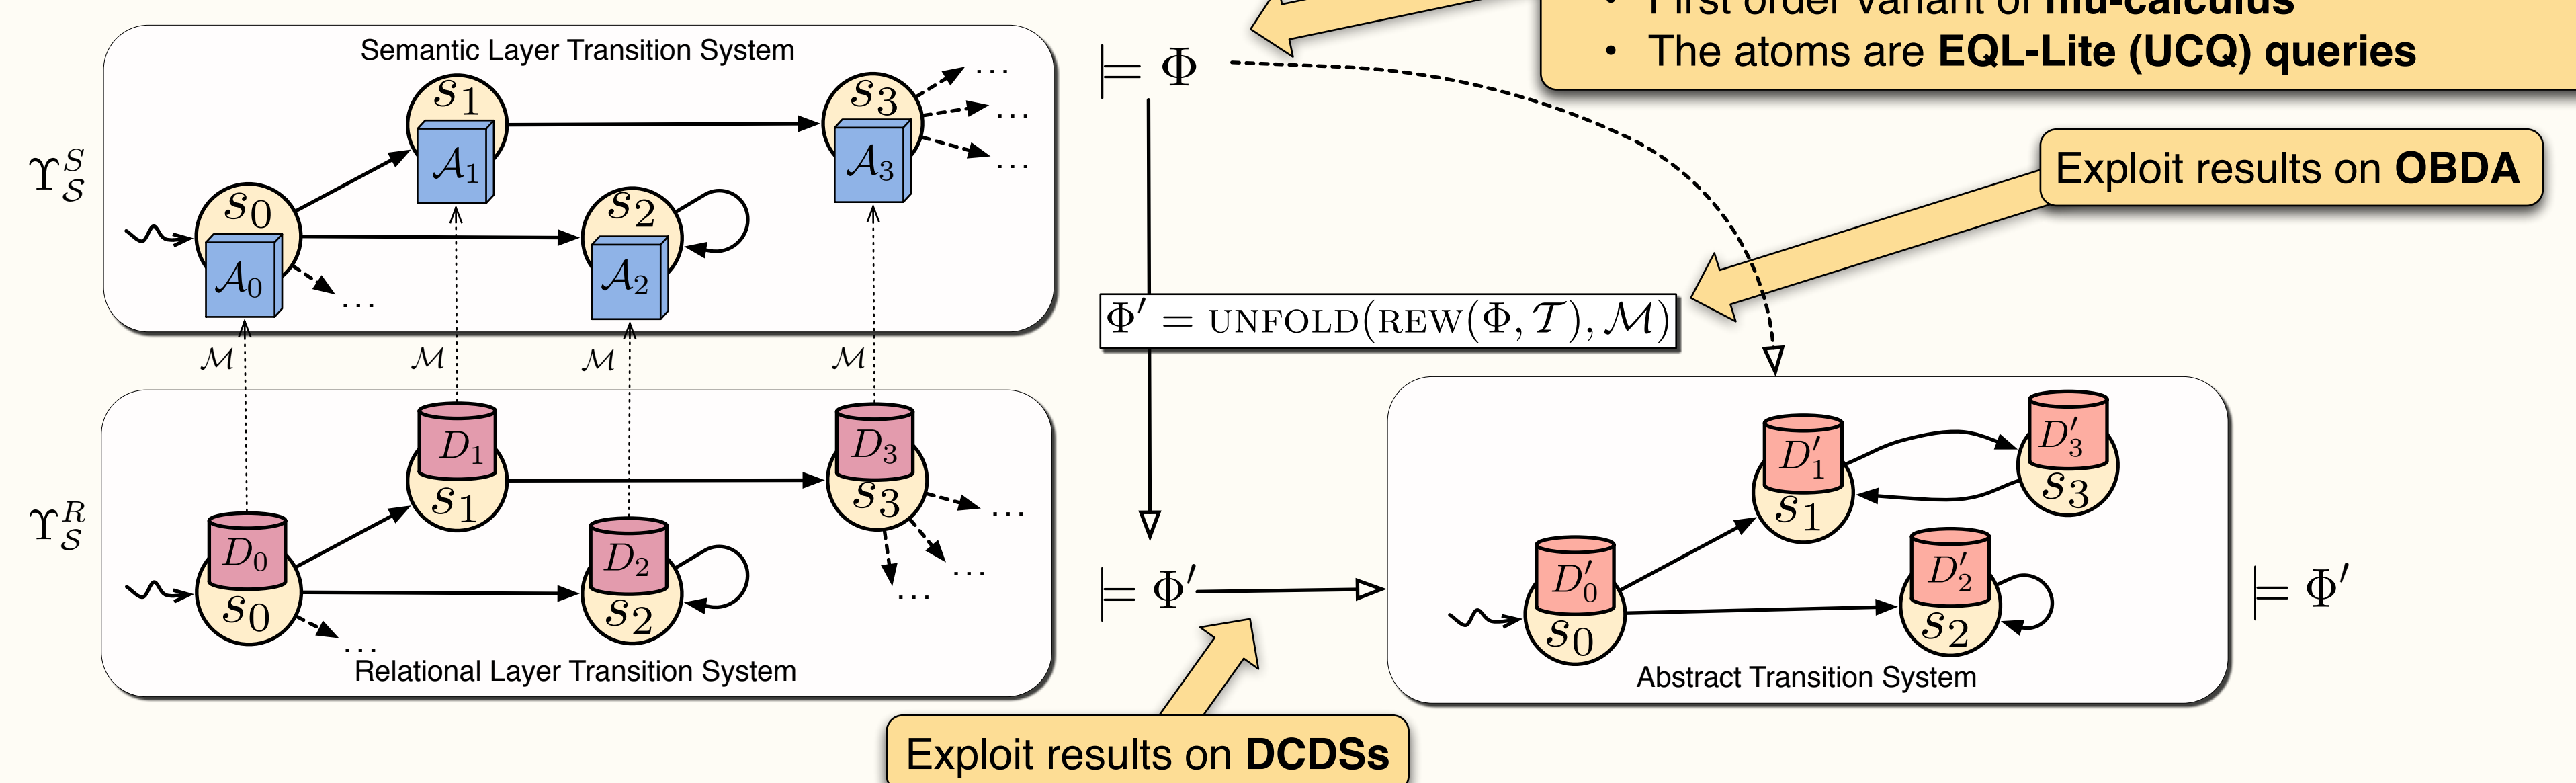 • First order variant of mu-calculus
• The atoms are EQL-Lite (UCQ) queries
Semantic Layer Transition System
⊨ Φ
s₁
s₃
...
...
...
𝒜₁
𝒜₃
Υ_𝒮^S
s₀
s₂
𝒜₀
𝒜₂
...
Exploit results on OBDA
Φ′ = UNFOLD(REW(Φ, 𝒯), ℳ)
ℳ
ℳ
ℳ
ℳ
D₁
D₃
s₁
s₃
...
...
...
Υ_𝒮^R
D₀
D₂
s₀
s₂
...
Relational Layer Transition System
⊨ Φ′
D′₁
D′₃
s₁
s₃
D′₀
D′₂
s₀
s₂
Abstract Transition System
⊨ Φ′
Exploit results on DCDSs